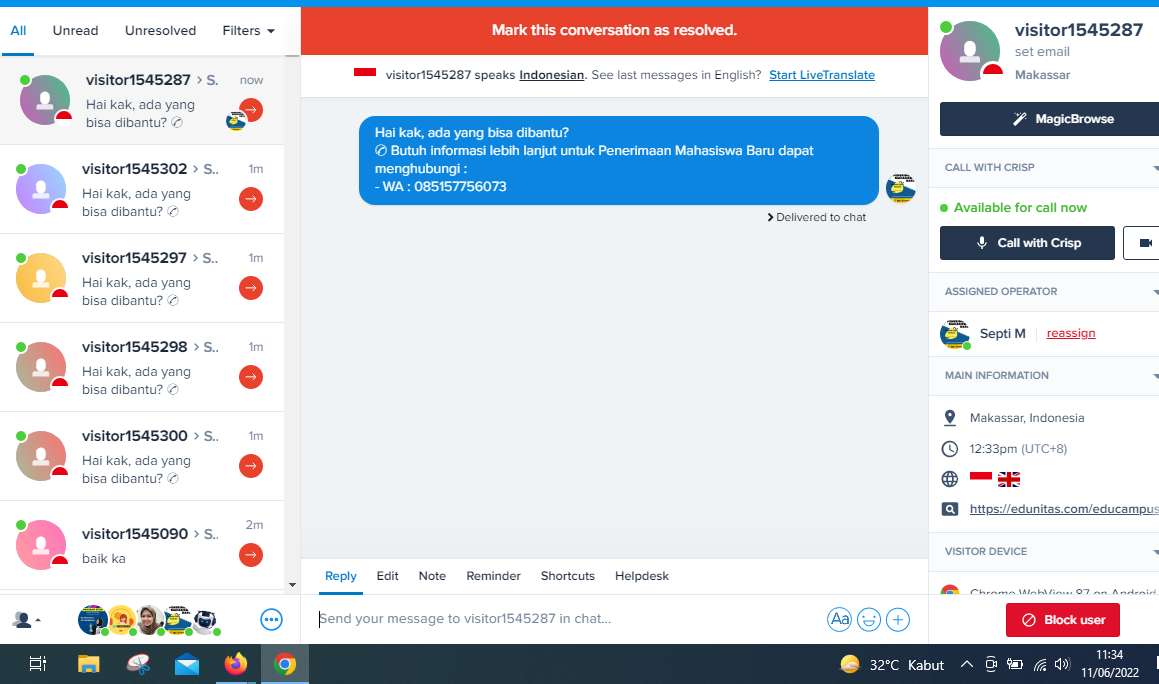 All Unread Unresolved Filters
visitor1545287 > S. now
Hai kak, ada yang
bisa dibantu? ✆
visitor1545302 > S.. 1m
Hai kak, ada yang
bisa dibantu? ✆
visitor1545297 > S.. 1m
Hai kak, ada yang
bisa dibantu? ✆
visitor1545298 > S.. 1m
Hai kak, ada yang
bisa dibantu? ✆
visitor1545300 > S.. 1m
Hai kak, ada yang
bisa dibantu? ✆
visitor1545090 > S.. 2m
baik ka
Mark this conversation as resolved.
visitor1545287 speaks Indonesian. See last messages in English? Start LiveTranslate
Hai kak, ada yang bisa dibantu?
✆ Butuh informasi lebih lanjut untuk Penerimaan Mahasiswa Baru dapat
menghubungi :
- WA : 085157756073
Delivered to chat
Reply Edit Note Reminder Shortcuts Helpdesk
Send your message to visitor1545287 in chat...
Aa
visitor1545287
set email
Makassar
MagicBrowse
CALL WITH CRISP
Available for call now
Call with Crisp
ASSIGNED OPERATOR
Septi M reassign
MAIN INFORMATION
Makassar, Indonesia
12:33pm (UTC+8)
https://edunitas.com/educampus
VISITOR DEVICE
Chrome WebView 87 on Android
Block user
32°C Kabut
11:34
11/06/2022